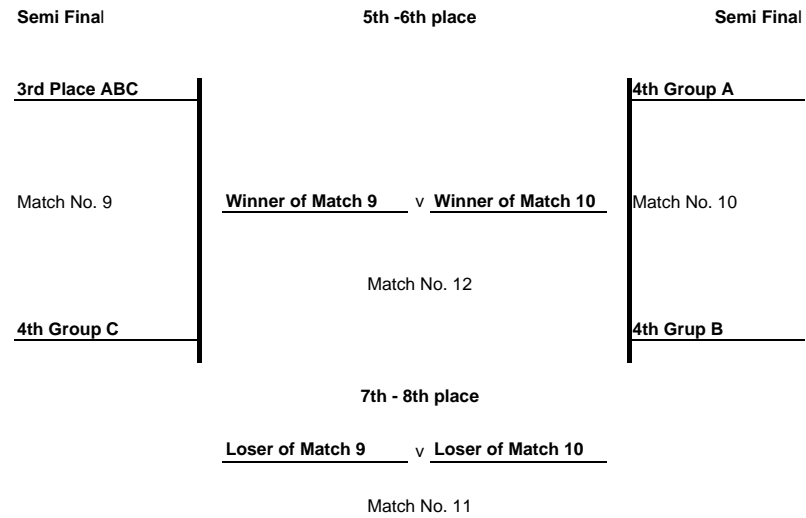 Semi Final 5th -6th place Semi Final
3rd Place ABC 4th Group A
Match No. 9 Winner of Match 9 v Winner of Match 10 Match No. 10
Match No. 12
4th Group C 4th Grup B
7th - 8th place
Loser of Match 9 v Loser of Match 10
Match No. 11